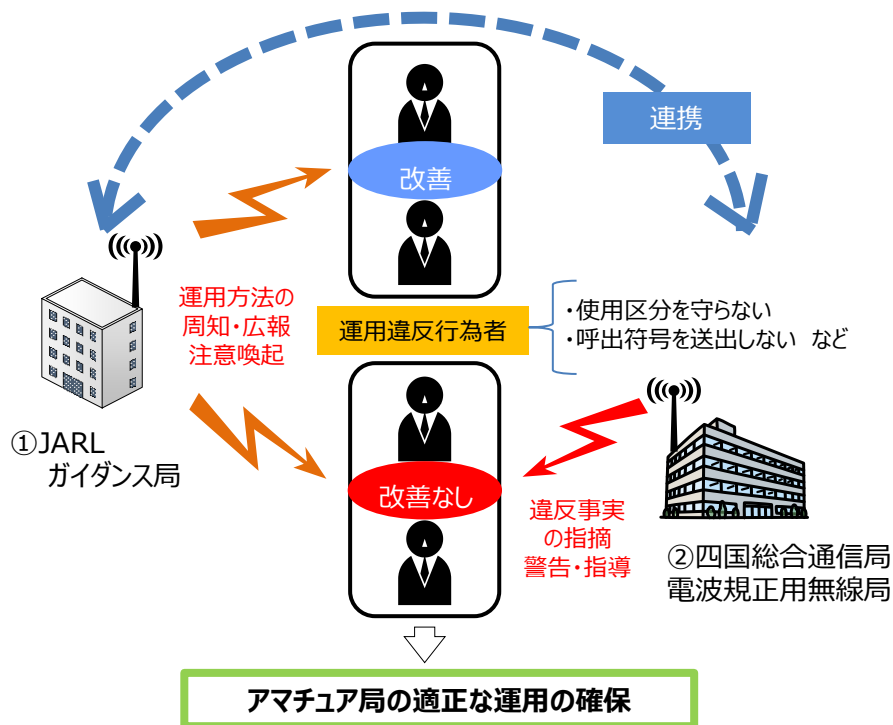 連携
改善
運用方法の
周知・広報
注意喚起
運用違反行為者
・使用区分を守らない
・呼出符号を送出しない など
①JARL
ガイダンス局
改善なし
違反事実
の指摘
警告・指導
②四国総合通信局
電波規正用無線局
アマチュア局の適正な運用の確保